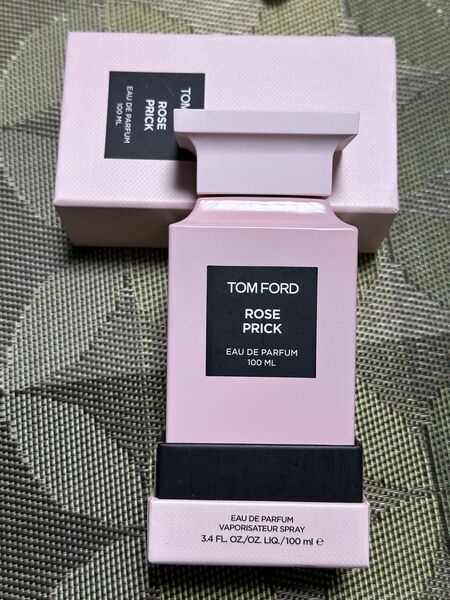 TOM
ROSE
PRICK
EAU DE PARFUM
100 ML
TOM FORD
ROSE
PRICK
EAU DE PARFUM
100 ML
EAU DE PARFUM
VAPORISATEUR SPRAY
3.4 FL. OZ./OZ. LIQ./100 ml ℮